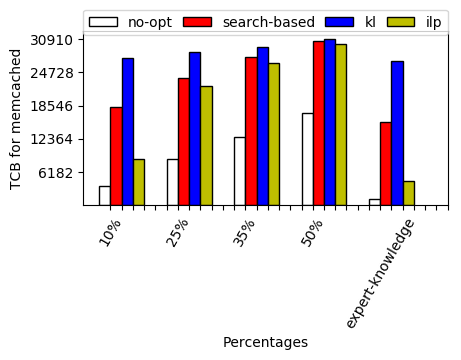 no-opt search-based kl ilp
30910
24728
18546
12364
6182
TCB for memcached
10% 25% 35% 50% expert-knowledge
Percentages